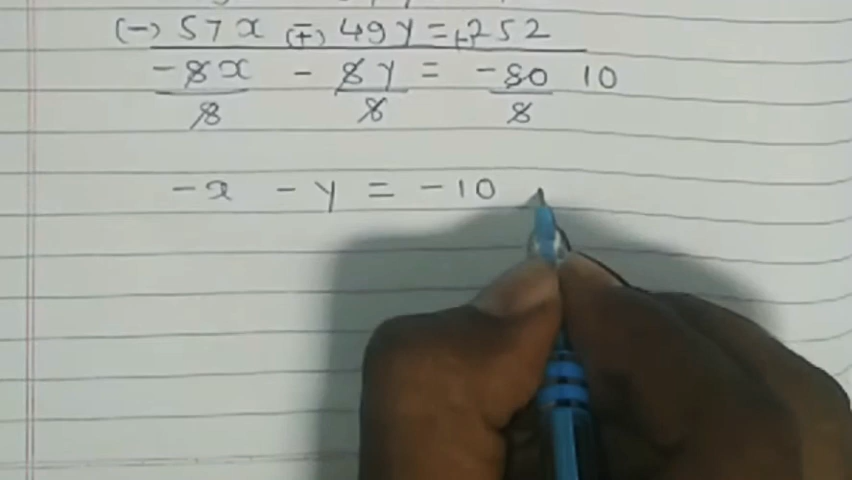 (-) 57x (∓) 49y = (-)252
-8x - 8y = -80 10
8 8 8
-x - y = -10